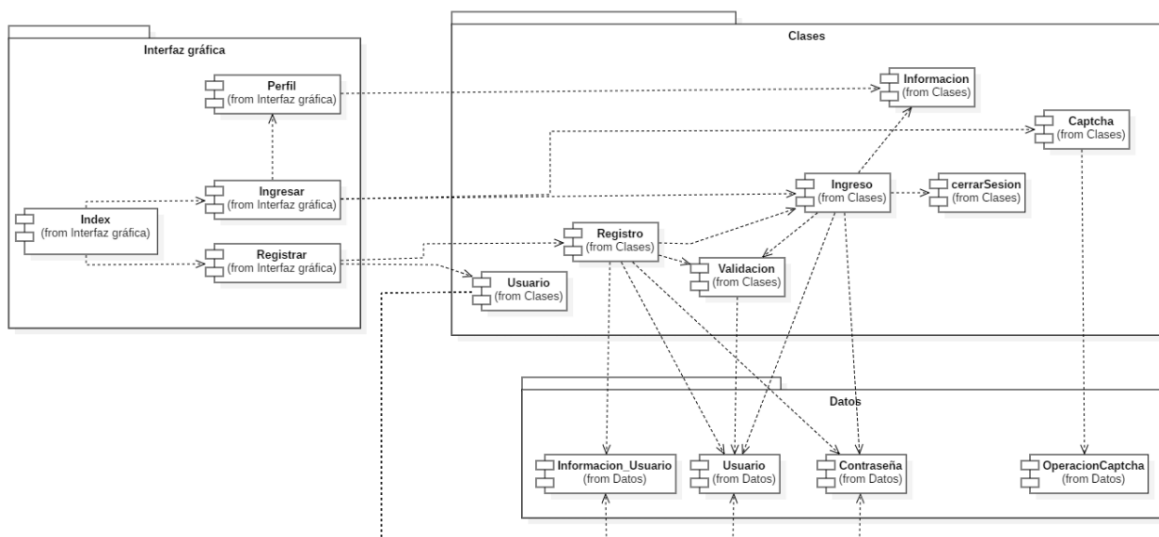 Interfaz gráfica
Perfil
(from Interfaz gráfica)
Ingresar
(from Interfaz gráfica)
Index
(from Interfaz gráfica)
Registrar
(from Interfaz gráfica)
Clases
Informacion
(from Clases)
Captcha
(from Clases)
Ingreso
(from Clases)
cerrarSesion
(from Clases)
Registro
(from Clases)
Validacion
(from Clases)
Usuario
(from Clases)
Datos
Informacion_Usuario
(from Datos)
Usuario
(from Datos)
Contraseña
(from Datos)
OperacionCaptcha
(from Datos)